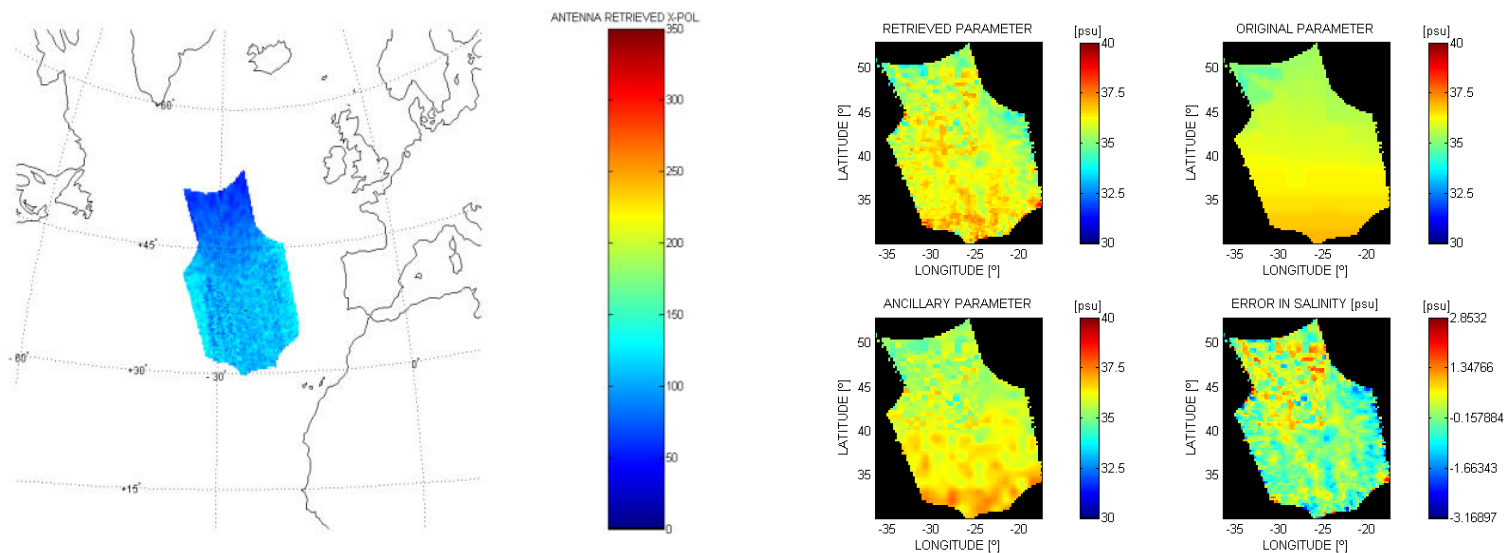 ANTENNA RETRIEVED X-POL.
350
300
250
200
150
100
50
0
+60°
+45°
+30°
+15°
- 60°
- 30°
0°
RETRIEVED PARAMETER
[psu]
40
37.5
35
32.5
30
50
45
40
35
LATITUDE [º]
-35 -30 -25 -20
LONGITUDE [º]
ORIGINAL PARAMETER
[psu]
40
37.5
35
32.5
30
50
45
40
35
LATITUDE [º]
-35 -30 -25 -20
LONGITUDE [º]
ANCILLARY PARAMETER
[psu]
40
37.5
35
32.5
30
50
45
40
35
LATITUDE [º]
-35 -30 -25 -20
LONGITUDE [º]
ERROR IN SALINITY [psu]
[psu]
2.8532
1.34766
-0.157884
-1.66343
-3.16897
50
45
40
35
LATITUDE [º]
-35 -30 -25 -20
LONGITUDE [º]